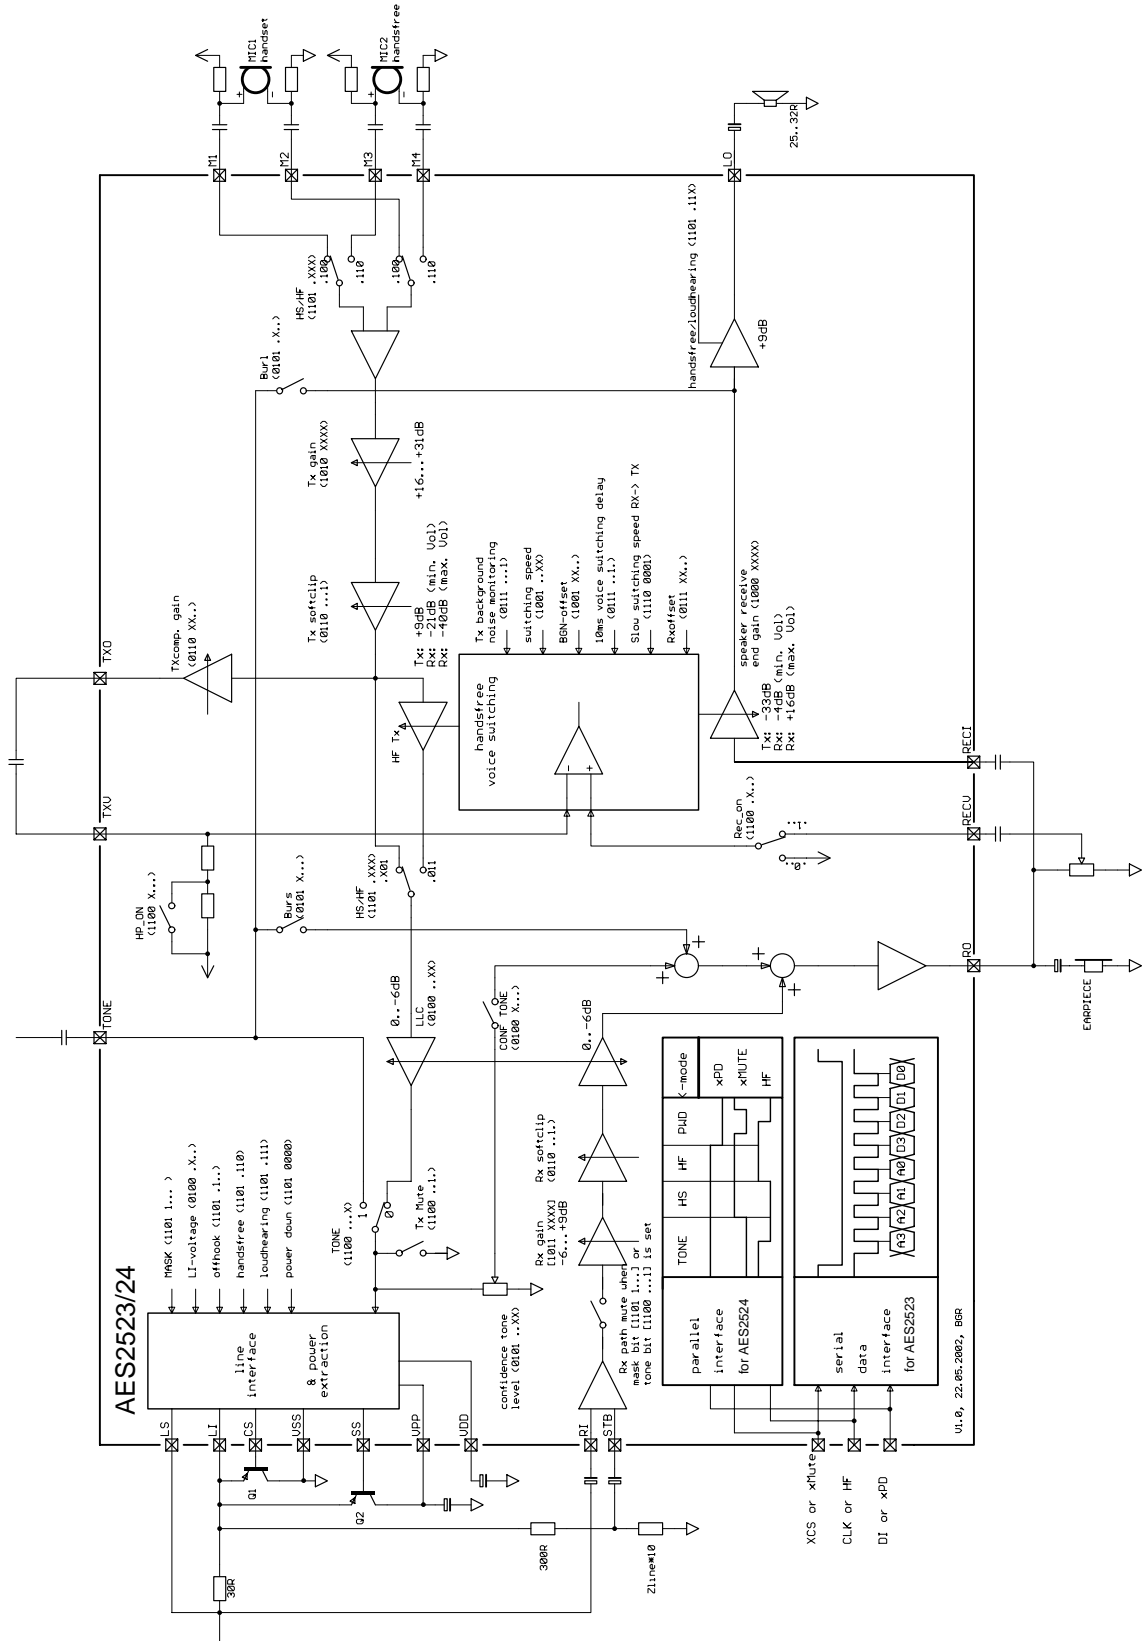 AES2523/24
LS
LI
CS
VSS
SS
VPP
VDD
RI
STB
Q1
Q2
30R
300R
Zline*10
line
interface
& power
extraction
MASK (1101 1... )
LI-voltage (0100 .X..)
offhook (1101 .1..)
handsfree (1101 .110)
loudhearing (1101 .111)
power down (1101 0000)
TONE
(1100 ...X)
1
0
Tx Mute
(1100 ..1.)
confidence tone
level (0101 ..XX)
Rx path mute when
mask bit [1101 1...] or
tone bit [1100 ...1] is set
Rx gain
[1011 XXXX]
-6...+9dB
Rx softclip
(0110 ..1.)
0..-6dB
0..-6dB
LLC
(0100 ..XX)
CONF TONE
(0100 X...)
TONE
TXV
TXO
HP_ON
(1100 X...)
Burs
(0101 X...)
HS/HF
(1101 .XXX)
.X01
.011
HF Tx
Tx: +9dB
Rx: -21dB (min. Vol)
Rx: -40dB (max. Vol)
TXcomp. gain
(0110 XX..)
Tx softclip
(0110 ...1)
Tx gain
(1010 XXXX)
+16...+31dB
Burl
(0101 .X..)
HS/HF
(1101 .XXX)
.100
.110
.100
.110
M1
M2
M3
M4
MIC1
handset
+
-
MIC2
handsfree
+
-
handsfree
voice switching
-
+
Tx background
noise monitoring
(0111 ...1)
switching speed
(1001 ..XX)
BGN-offset
(1001 XX..)
10ms voice switching delay
(0111 ..1.)
Slow switching speed RX-> TX
(1110 0001)
Rxoffset
(0111 XX..)
Rec_on
(1100 .X..)
..0..
..1..
speaker receive
end gain (1000 XXXX)
Tx: -33dB
Rx: -4dB (min. Vol)
Rx: +16dB (max. Vol)
handsfree/loudhearing (1101 .11X)
+9dB
LO
25..32R
+
+
+
+
RO
RECV
RECI
EARPIECE
parallel
interface
for AES2524
TONE
HS
HF
PWD
K-mode
xPD
xMUTE
HF
serial
data
interface
for AES2523
A3
A2
A1
A0
D3
D2
D1
D0
XCS or xMute
CLK or HF
DI or xPD
V1.0, 22.05.2002, BGR